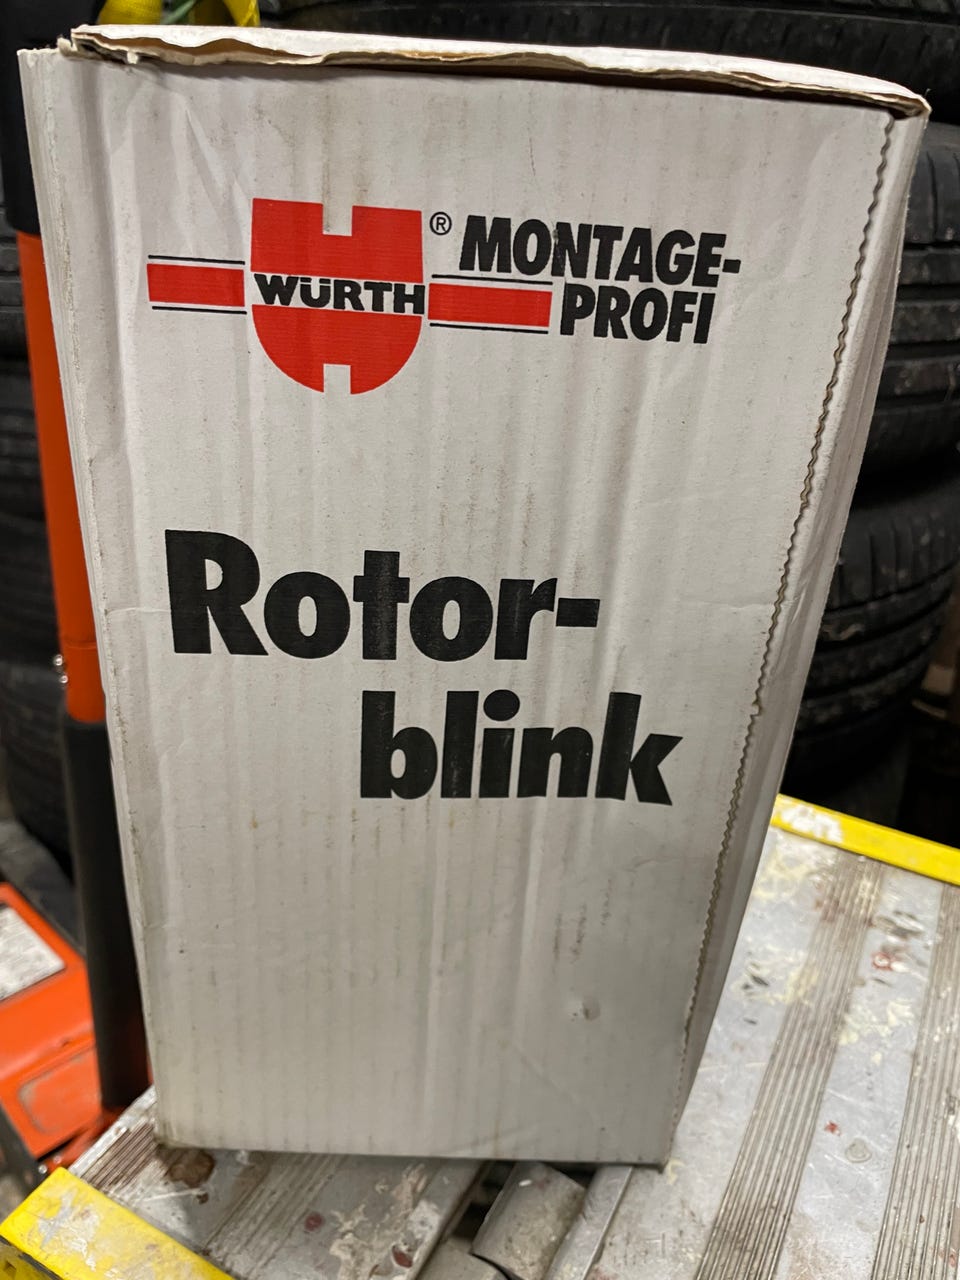 WÜRTH
®
MONTAGE-
PROFI
Rotor-
blink